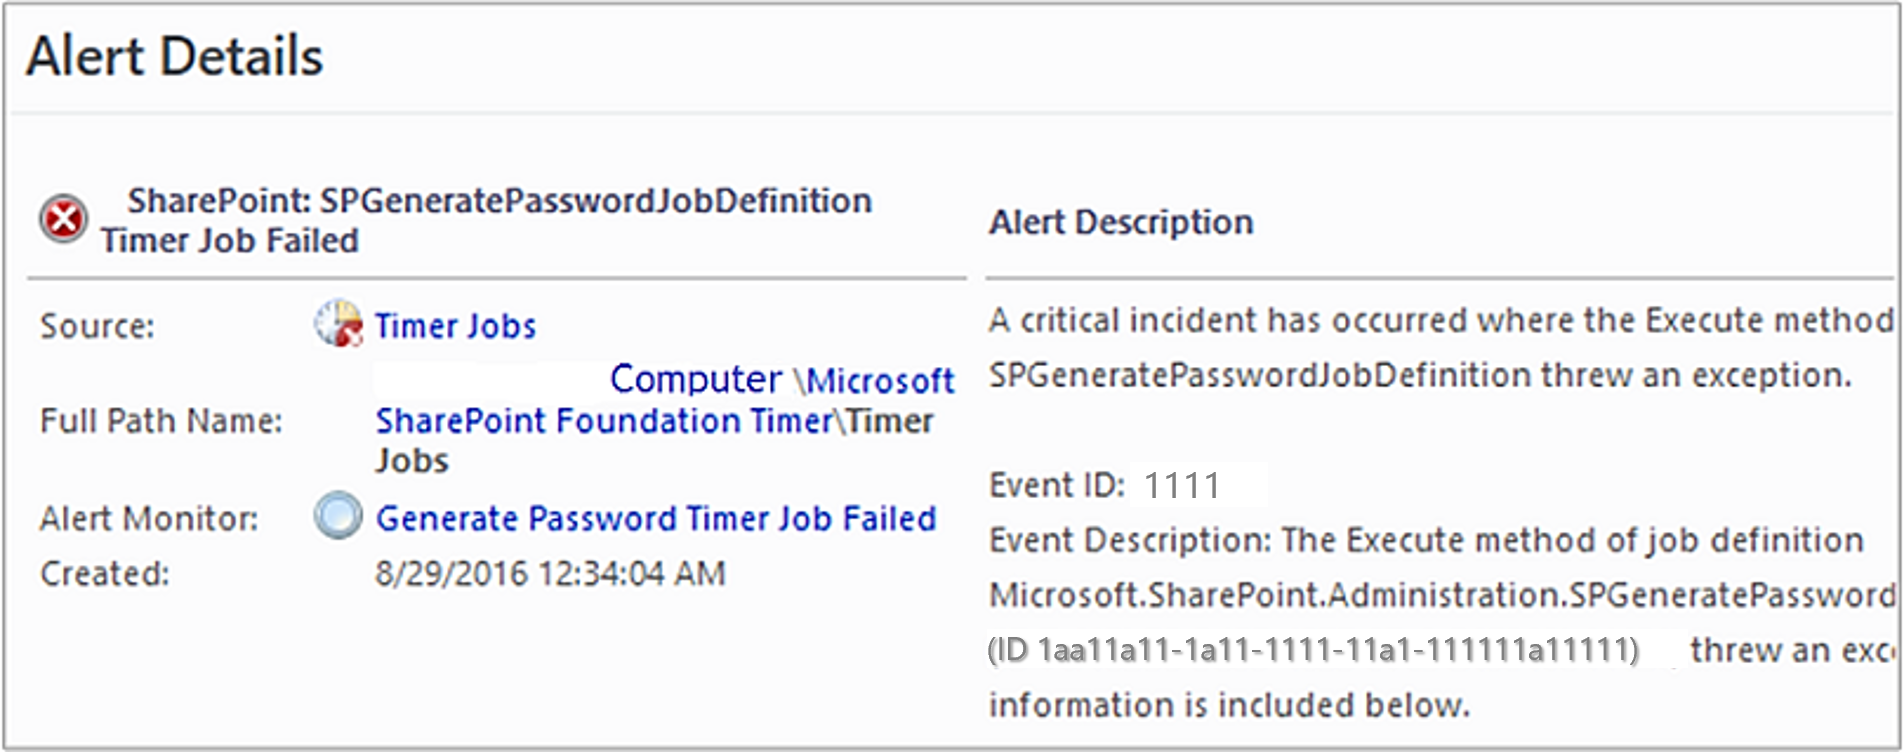 Alert Details
SharePoint: SPGeneratePasswordJobDefinition
Timer Job Failed
Source: Timer Jobs
Computer \Microsoft
Full Path Name: SharePoint Foundation Timer\Timer
Jobs
Alert Monitor: Generate Password Timer Job Failed
Created: 8/29/2016 12:34:04 AM
Alert Description
A critical incident has occurred where the Execute method
SPGeneratePasswordJobDefinition threw an exception.
Event ID: 1111
Event Description: The Execute method of job definition
Microsoft.SharePoint.Administration.SPGeneratePassword
(ID 1aa11a11-1a11-1111-11a1-111111a11111) threw an exc
information is included below.